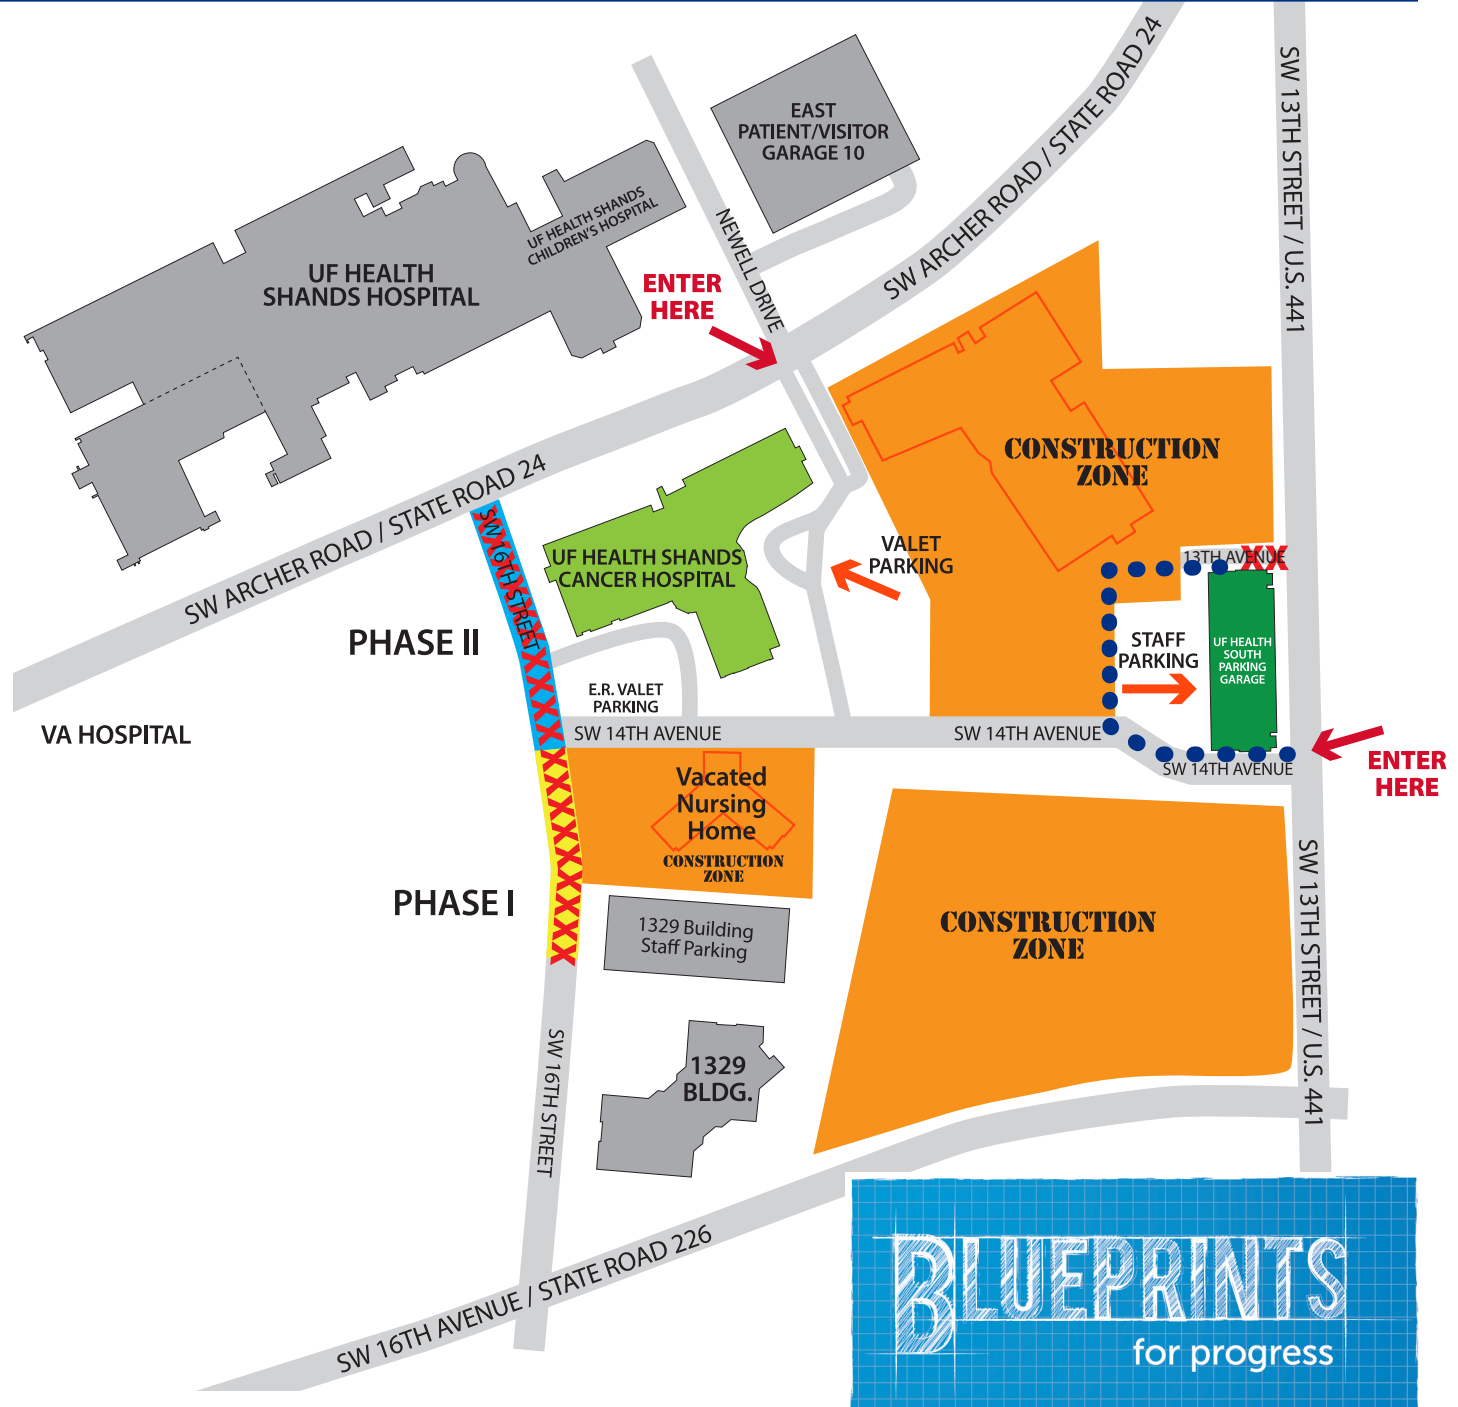 EAST
PATIENT/VISITOR
GARAGE 10
SW ARCHER ROAD / STATE ROAD 24
SW 13TH STREET / U.S. 441
UF HEALTH SHANDS
CHILDREN'S HOSPITAL
NEWELL DRIVE
UF HEALTH
SHANDS HOSPITAL
ENTER
HERE
CONSTRUCTION
ZONE
SW ARCHER ROAD / STATE ROAD 24
SW 16TH STREET
UF HEALTH SHANDS
CANCER HOSPITAL
VALET
PARKING
13TH AVENUE
XX
PHASE II
STAFF
PARKING
UF HEALTH
SOUTH
PARKING
GARAGE
E.R. VALET
PARKING
VA HOSPITAL
SW 14TH AVENUE
SW 14TH AVENUE
SW 14TH AVENUE
ENTER
HERE
Vacated
Nursing
Home
CONSTRUCTION
ZONE
PHASE I
1329 Building
Staff Parking
CONSTRUCTION
ZONE
SW 13TH STREET / U.S. 441
SW 16TH STREET
1329
BLDG.
SW 16TH AVENUE / STATE ROAD 226
BLUEPRINTS
for progress